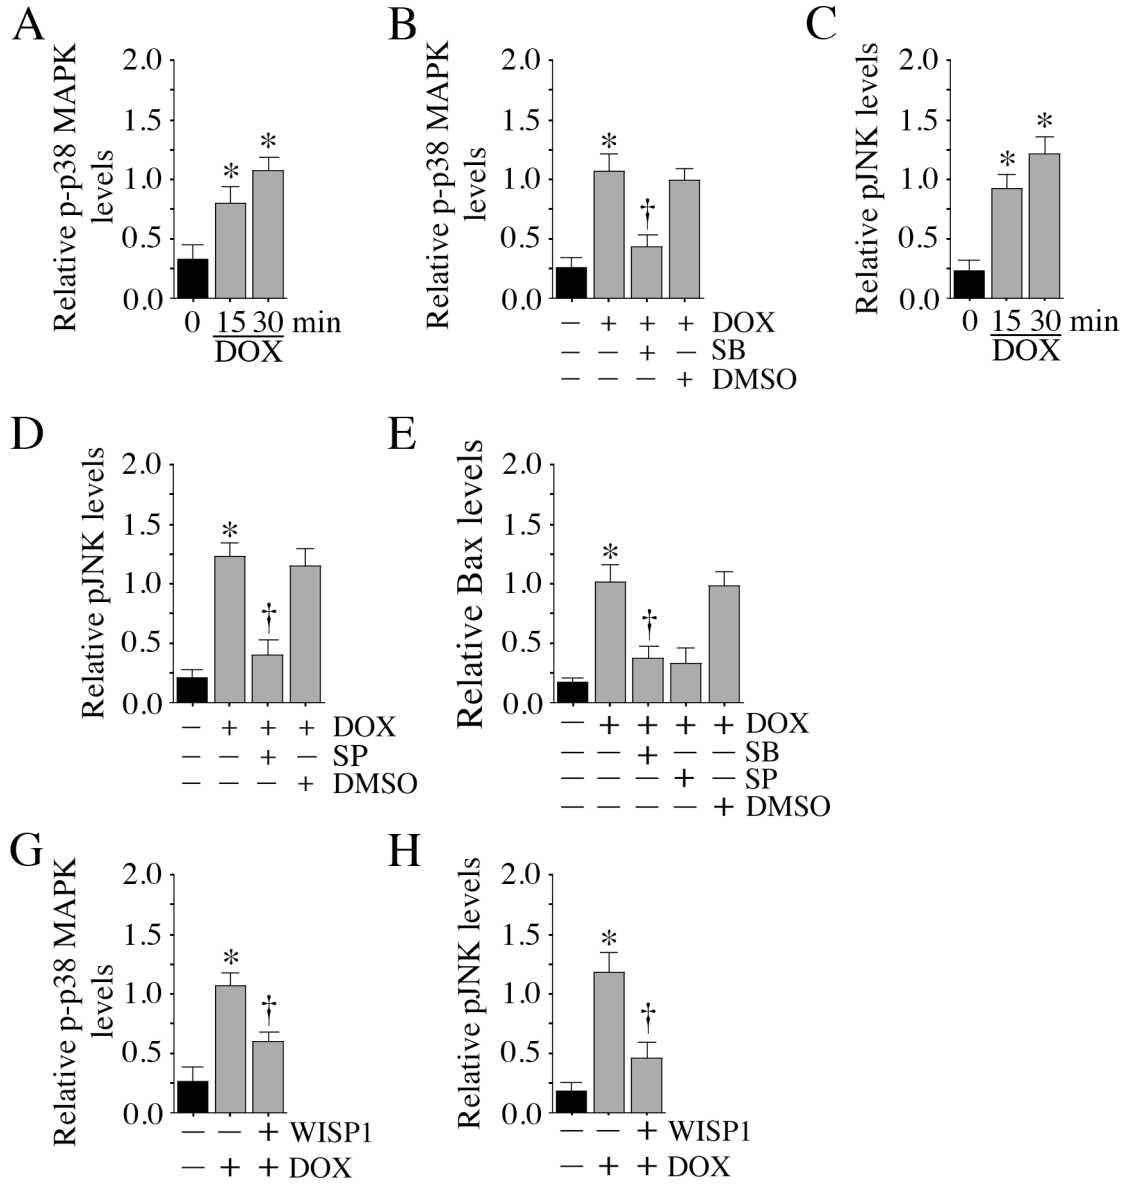 A
Relative p-p38 MAPK
levels
2.0
1.5
1.0
0.5
0.0
*
*
0 15 30 min
DOX
B
Relative p-p38 MAPK
levels
2.0
1.5
1.0
0.5
0.0
*
†
— + + + DOX
— — + — SB
— — — + DMSO
C
Relative pJNK levels
2.0
1.5
1.0
0.5
0.0
*
*
0 15 30 min
DOX
D
Relative pJNK levels
2.0
1.5
1.0
0.5
0.0
*
†
— + + + DOX
— — + — SP
— — — + DMSO
E
Relative Bax levels
2.0
1.5
1.0
0.5
0.0
*
†
— + + + + DOX
— — + — — SB
— — — + — SP
— — — — + DMSO
G
Relative p-p38 MAPK
levels
2.0
1.5
1.0
0.5
0.0
*
†
— — + WISP1
— + + DOX
H
Relative pJNK levels
2.0
1.5
1.0
0.5
0.0
*
†
— — + WISP1
— + + DOX